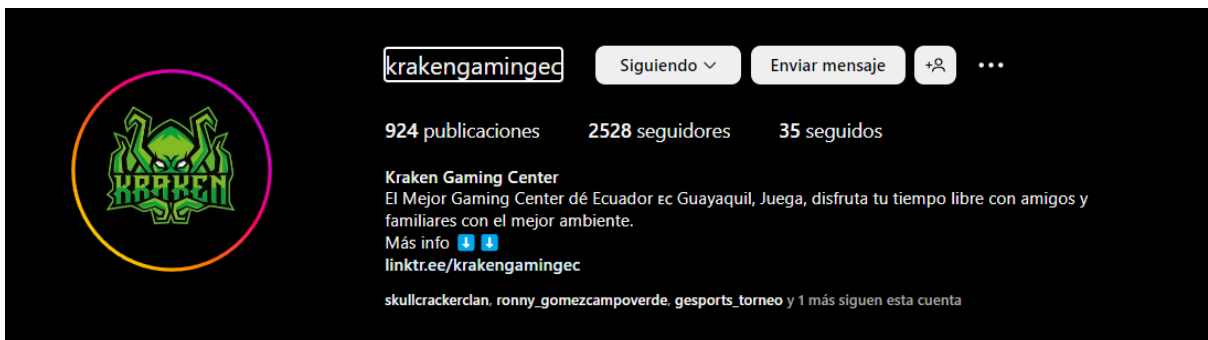 krakengamingec Siguiendo Enviar mensaje
KRAKEN
924 publicaciones 2528 seguidores 35 seguidos
Kraken Gaming Center
El Mejor Gaming Center dé Ecuador EC Guayaquil, Juega, disfruta tu tiempo libre con amigos y
familiares con el mejor ambiente.
Más info ⬇️ ⬇️
linktr.ee/krakengamingec
skullcrackerclan, ronny_gomezcampoverde, gesports_torneo y 1 más siguen esta cuenta